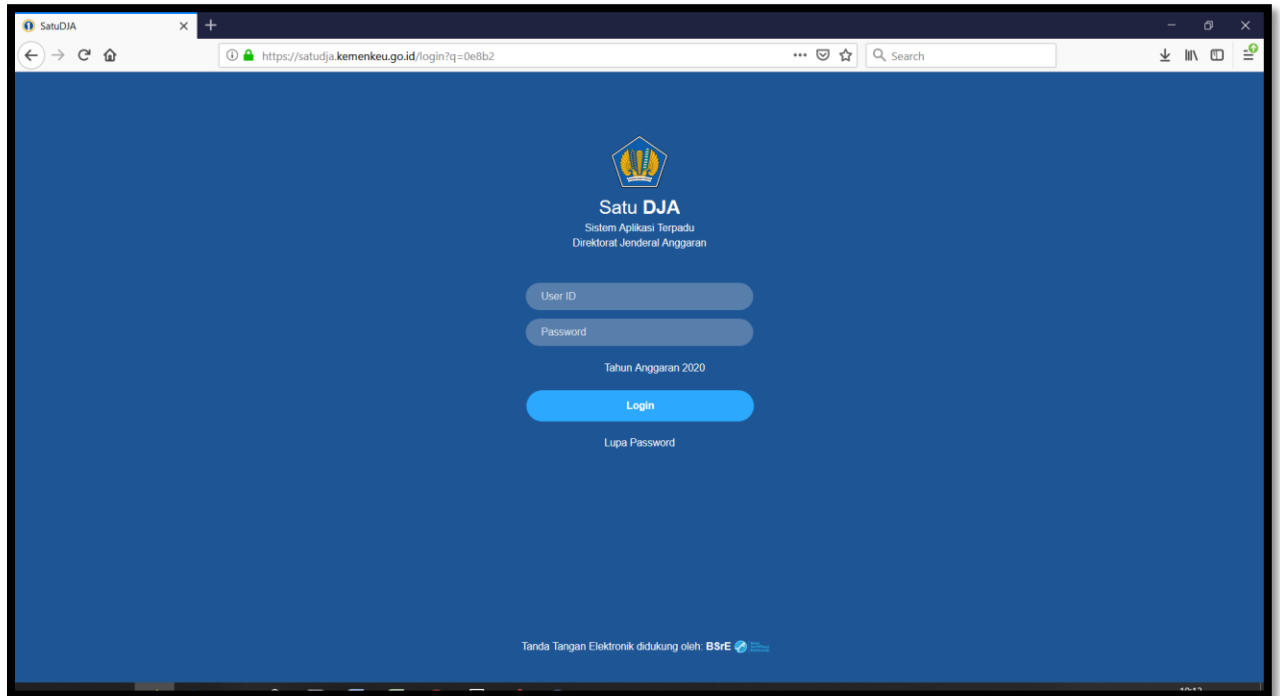 SatuDJA
https://satudja.kemenkeu.go.id/login?q=0e8b2
Search
Satu DJA
Sistem Aplikasi Terpadu
Direktorat Jenderal Anggaran
User ID
Password
Tahun Anggaran 2020
Login
Lupa Password
Tanda Tangan Elektronik didukung oleh: BSrE